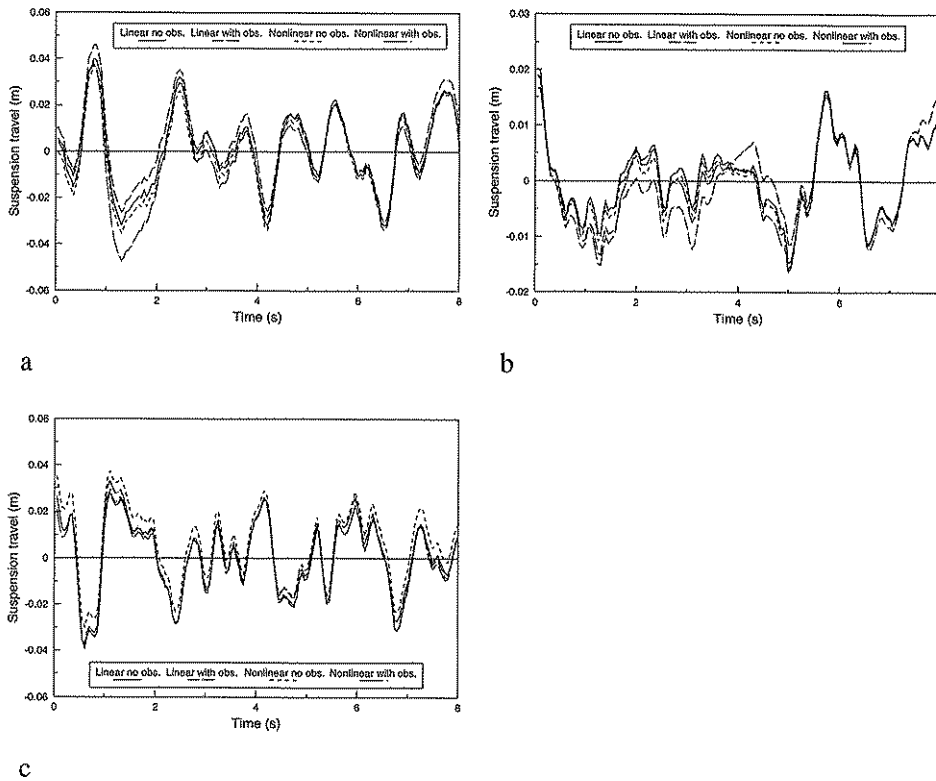 0.06
Linear no obs. Linear with obs. Nonlinear no obs. Nonlinear with obs.
0.04
0.02
0
-0.02
-0.04
-0.06
Suspension travel (m)
0 2 4 6 8
Time (s)
a
0.03
Linear no obs. Linear with obs. Nonlinear no obs. Nonlinear with obs.
0.02
0.01
0
-0.01
-0.02
Suspension travel (m)
0 2 4 6
Time (s)
b
0.06
0.04
0.02
0
-0.02
-0.04
-0.06
Suspension travel (m)
Linear no obs. Linear with obs. Nonlinear no obs. Nonlinear with obs.
0 2 4 6 8
Time (s)
c